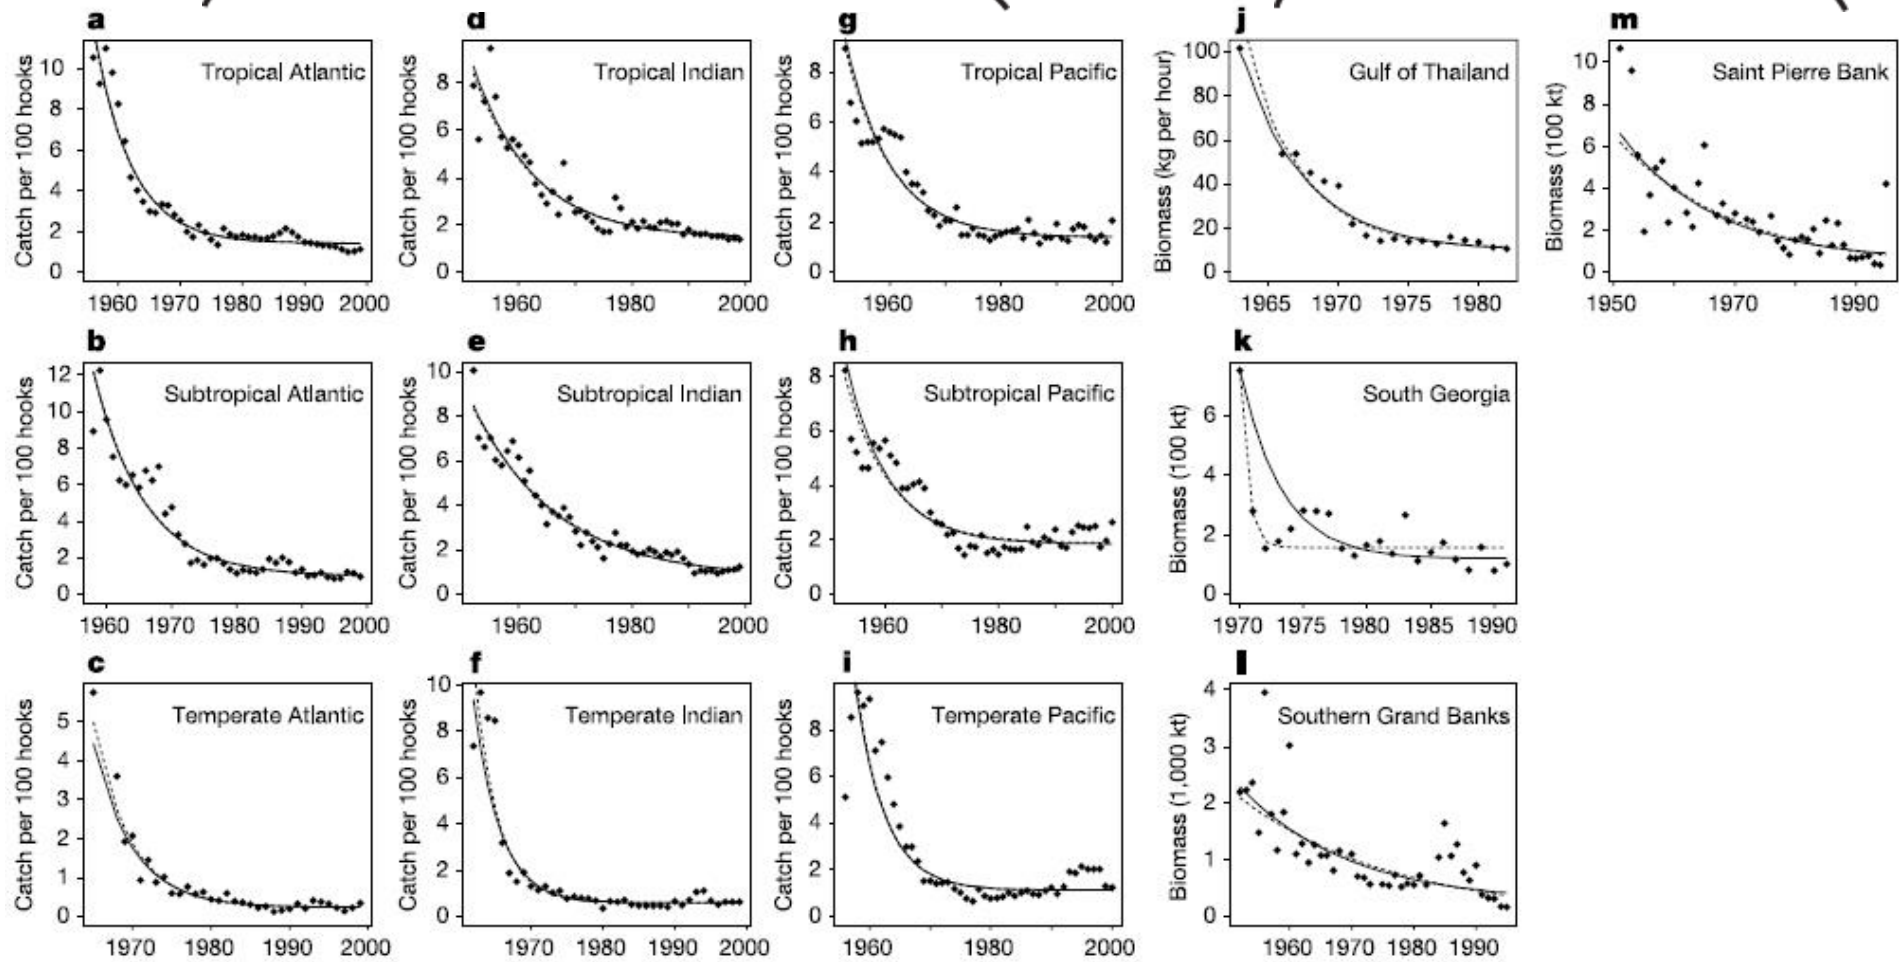 a
Catch per 100 hooks
Tropical Atlantic
10
8
6
4
2
0
1960 1970 1980 1990 2000
d
Catch per 100 hooks
Tropical Indian
8
6
4
2
0
1960 1980 2000
g
Catch per 100 hooks
Tropical Pacific
8
6
4
2
0
1960 1980 2000
j
Biomass (kg per hour)
Gulf of Thailand
100
80
60
40
20
0
1965 1970 1975 1980
m
Biomass (100 kt)
Saint Pierre Bank
10
8
6
4
2
0
1950 1970 1990
b
Catch per 100 hooks
Subtropical Atlantic
12
10
8
6
4
2
0
1960 1970 1980 1990 2000
e
Catch per 100 hooks
Subtropical Indian
10
8
6
4
2
0
1960 1980 2000
h
Catch per 100 hooks
Subtropical Pacific
8
6
4
2
0
1960 1980 2000
k
Biomass (100 kt)
South Georgia
6
4
2
0
1970 1975 1980 1985 1990
c
Catch per 100 hooks
Temperate Atlantic
5
4
3
2
1
0
1970 1980 1990 2000
f
Catch per 100 hooks
Temperate Indian
10
8
6
4
2
0
1970 1980 1990 2000
i
Catch per 100 hooks
Temperate Pacific
8
6
4
2
0
1960 1980 2000
l
Biomass (1,000 kt)
Southern Grand Banks
4
3
2
1
0
1960 1970 1980 1990